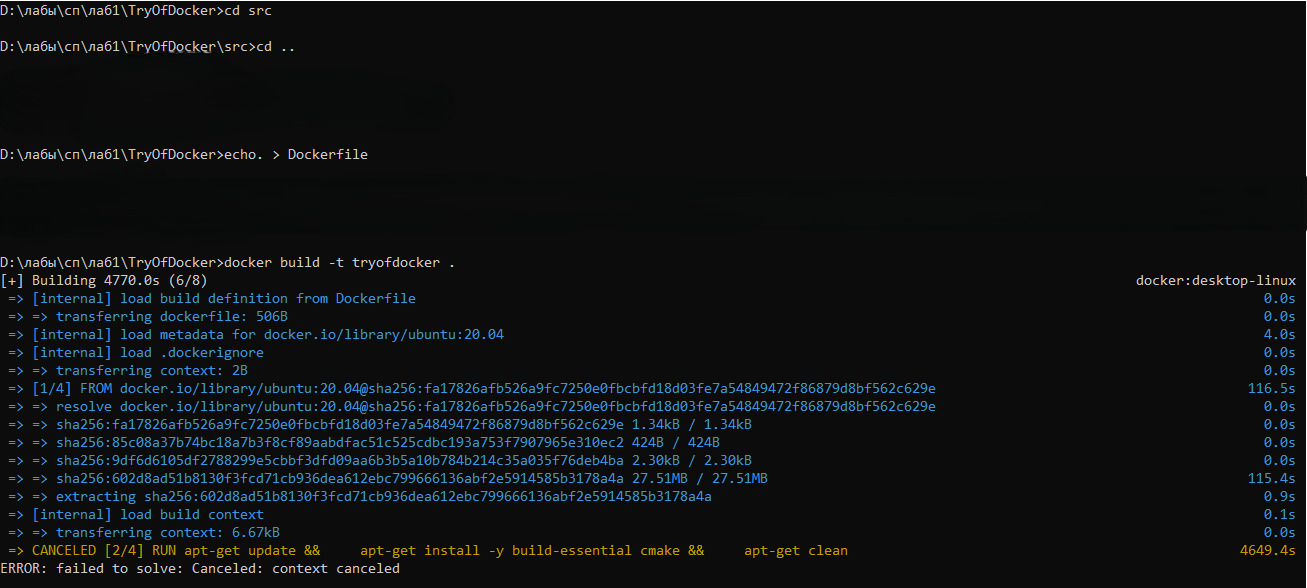 D:\лабы\сп\ла61\TryOfDocker>cd src
D:\лабы\сп\ла61\TryOfDocker\src>cd ..
D:\лабы\сп\ла61\TryOfDocker>echo. > Dockerfile
D:\лабы\сп\ла61\TryOfDocker>docker build -t tryofdocker .
[+] Building 4770.0s (6/8) docker:desktop-linux
=> [internal] load build definition from Dockerfile 0.0s
=> => transferring dockerfile: 506B 0.0s
=> [internal] load metadata for docker.io/library/ubuntu:20.04 4.0s
=> [internal] load .dockerignore 0.0s
=> => transferring context: 2B 0.0s
=> [1/4] FROM docker.io/library/ubuntu:20.04@sha256:fa17826afb526a9fc7250e0fbcbfd18d03fe7a54849472f86879d8bf562c629e 116.5s
=> => resolve docker.io/library/ubuntu:20.04@sha256:fa17826afb526a9fc7250e0fbcbfd18d03fe7a54849472f86879d8bf562c629e 0.0s
=> => sha256:fa17826afb526a9fc7250e0fbcbfd18d03fe7a54849472f86879d8bf562c629e 1.34kB / 1.34kB 0.0s
=> => sha256:85c08a37b74bc18a7b3f8cf89aabdfac51c525cdbc193a753f7907965e310ec2 424B / 424B 0.0s
=> => sha256:9df6d6105df2788299e5cbbf3dfd09aa6b3b5a10b784b214c35a035f76deb4ba 2.30kB / 2.30kB 0.0s
=> => sha256:602d8ad51b8130f3fcd71cb936dea612ebc799666136abf2e5914585b3178a4a 27.51MB / 27.51MB 115.4s
=> => extracting sha256:602d8ad51b8130f3fcd71cb936dea612ebc799666136abf2e5914585b3178a4a 0.9s
=> [internal] load build context 0.1s
=> => transferring context: 6.67kB 0.0s
=> CANCELED [2/4] RUN apt-get update &&     apt-get install -y build-essential cmake &&     apt-get clean 4649.4s
ERROR: failed to solve: Canceled: context canceled